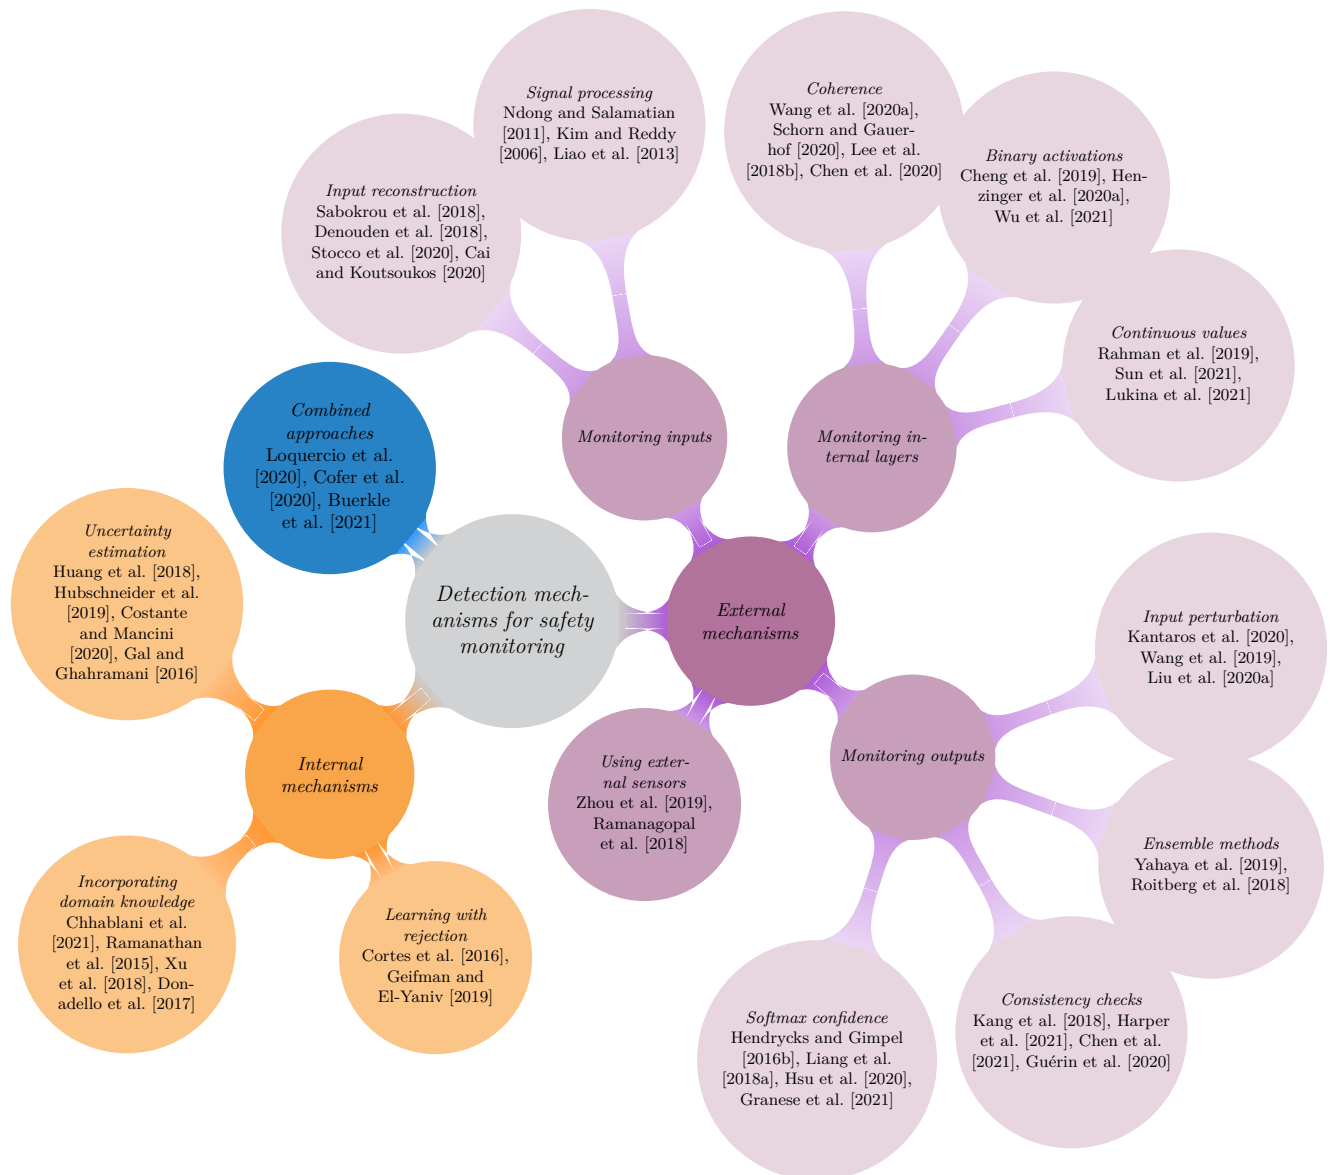 Signal processing
Ndong and Salamatian
[2011], Kim and Reddy
[2006], Liao et al. [2013]
Coherence
Wang et al. [2020a],
Schorn and Gauer-
hof [2020], Lee et al.
[2018b], Chen et al. [2020]
Input reconstruction
Sabokrou et al. [2018],
Denouden et al. [2018],
Stocco et al. [2020], Cai
and Koutsoukos [2020]
Binary activations
Cheng et al. [2019], Hen-
zinger et al. [2020a],
Wu et al. [2021]
Continuous values
Rahman et al. [2019],
Sun et al. [2021],
Lukina et al. [2021]
Combined
approaches
Loquercio et al.
[2020], Cofer et al.
[2020], Buerkle
et al. [2021]
Monitoring inputs
Monitoring in-
ternal layers
Uncertainty
estimation
Huang et al. [2018],
Hubschneider et al.
[2019], Costante
and Mancini
[2020], Gal and
Ghahramani [2016]
Detection mech-
anisms for safety
monitoring
External
mechanisms
Input perturbation
Kantaros et al. [2020],
Wang et al. [2019],
Liu et al. [2020a]
Internal
mechanisms
Using exter-
nal sensors
Zhou et al. [2019],
Ramanagopal
et al. [2018]
Monitoring outputs
Ensemble methods
Yahaya et al. [2019],
Roitberg et al. [2018]
Incorporating
domain knowledge
Chhablani et al.
[2021], Ramanathan
et al. [2015], Xu
et al. [2018], Don-
adello et al. [2017]
Learning with
rejection
Cortes et al. [2016],
Geifman and
El-Yaniv [2019]
Softmax confidence
Hendrycks and Gimpel
[2016b], Liang et al.
[2018a], Hsu et al. [2020],
Granese et al. [2021]
Consistency checks
Kang et al. [2018], Harper
et al. [2021], Chen et al.
[2021], Guérin et al. [2020]